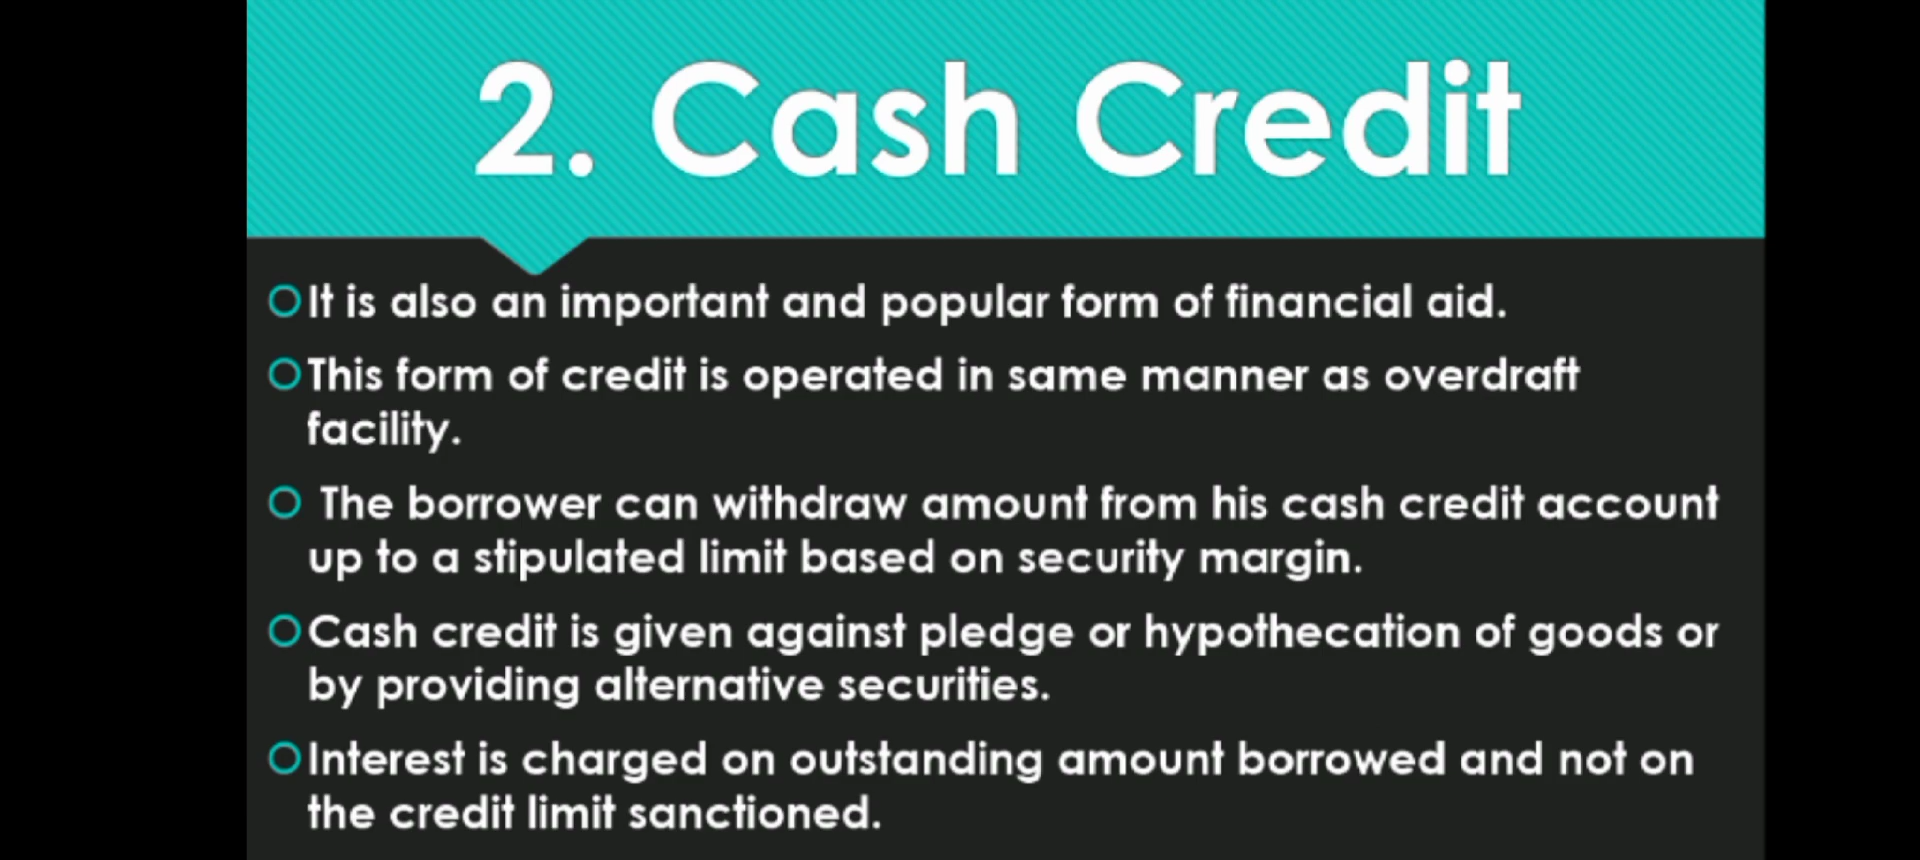 2. Cash Credit
It is also an important and popular form of financial aid.
This form of credit is operated in same manner as overdraft
facility.
The borrower can withdraw amount from his cash credit account
up to a stipulated limit based on security margin.
Cash credit is given against pledge or hypothecation of goods or
by providing alternative securities.
Interest is charged on outstanding amount borrowed and not on
the credit limit sanctioned.